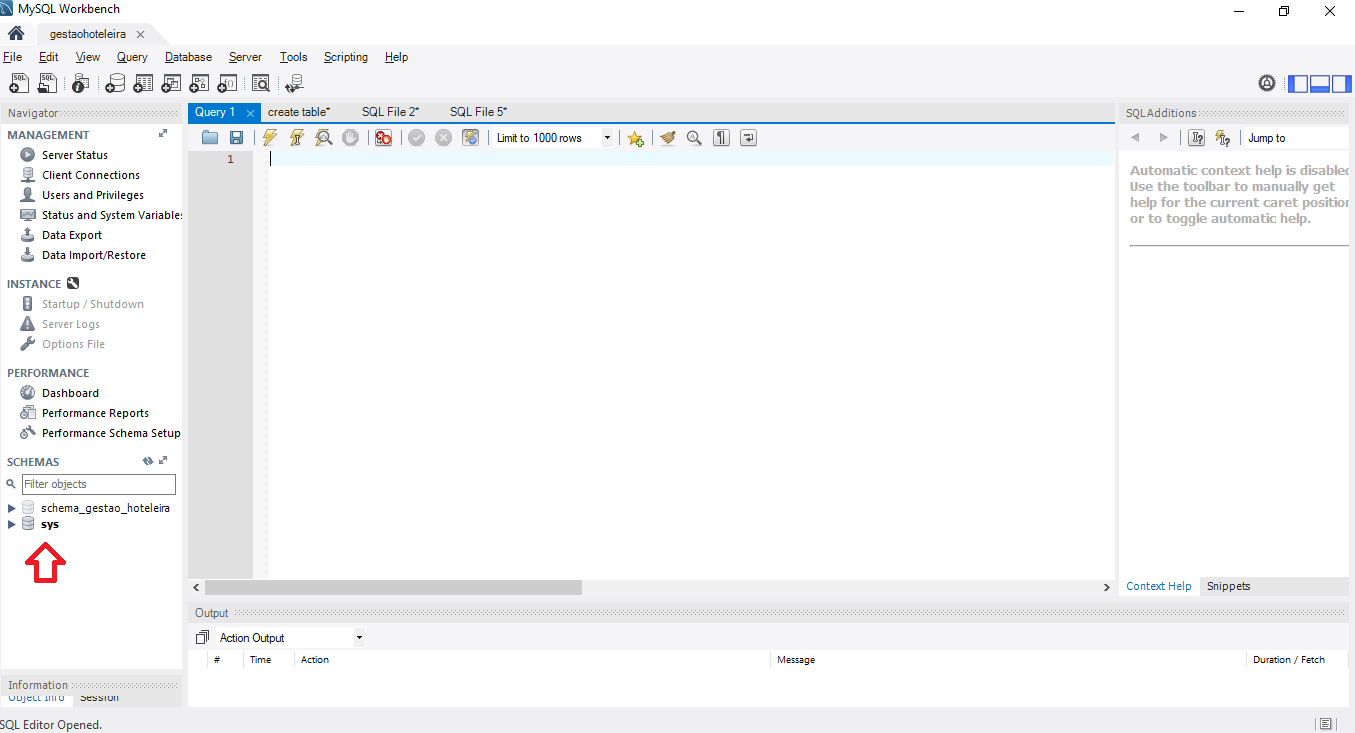 MySQL Workbench
gestaohoteleira
File Edit View Query Database Server Tools Scripting Help
Navigator
MANAGEMENT
Server Status
Client Connections
Users and Privileges
Status and System Variables
Data Export
Data Import/Restore
INSTANCE
Startup / Shutdown
Server Logs
Options File
PERFORMANCE
Dashboard
Performance Reports
Performance Schema Setup
SCHEMAS
Filter objects
schema_gestao_hoteleira
sys
Information
Object Info Session
SQL Editor Opened.
Query 1 create table* SQL File 2* SQL File 5*
Limit to 1000 rows
1
Output
Action Output
# Time Action Message Duration / Fetch
SQLAdditions
Jump to
Automatic context help is disabled
Use the toolbar to manually get
help for the current caret position
or to toggle automatic help.
Context Help Snippets